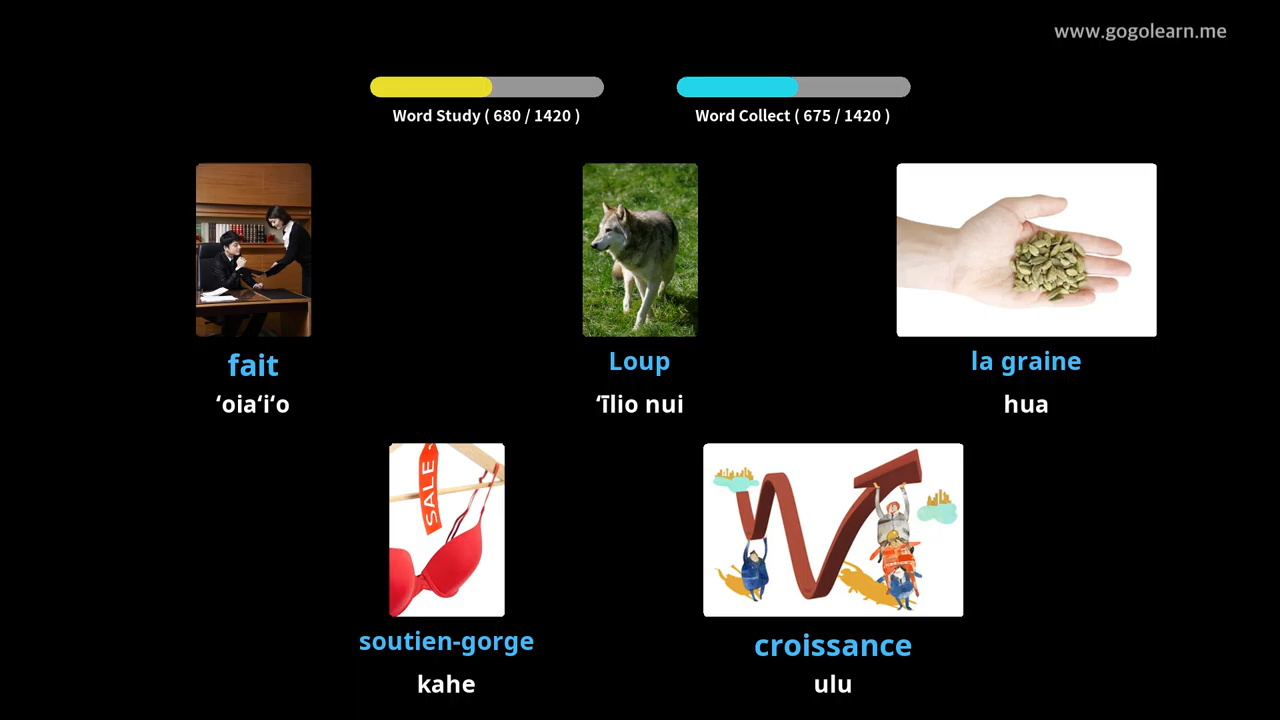 www.gogolearn.me
Word Study ( 680 / 1420 )
Word Collect ( 675 / 1420 )
fait
ʻoiaʻiʻo
Loup
ʻĪlio nui
la graine
hua
SALE
soutien-gorge
kahe
croissance
ulu